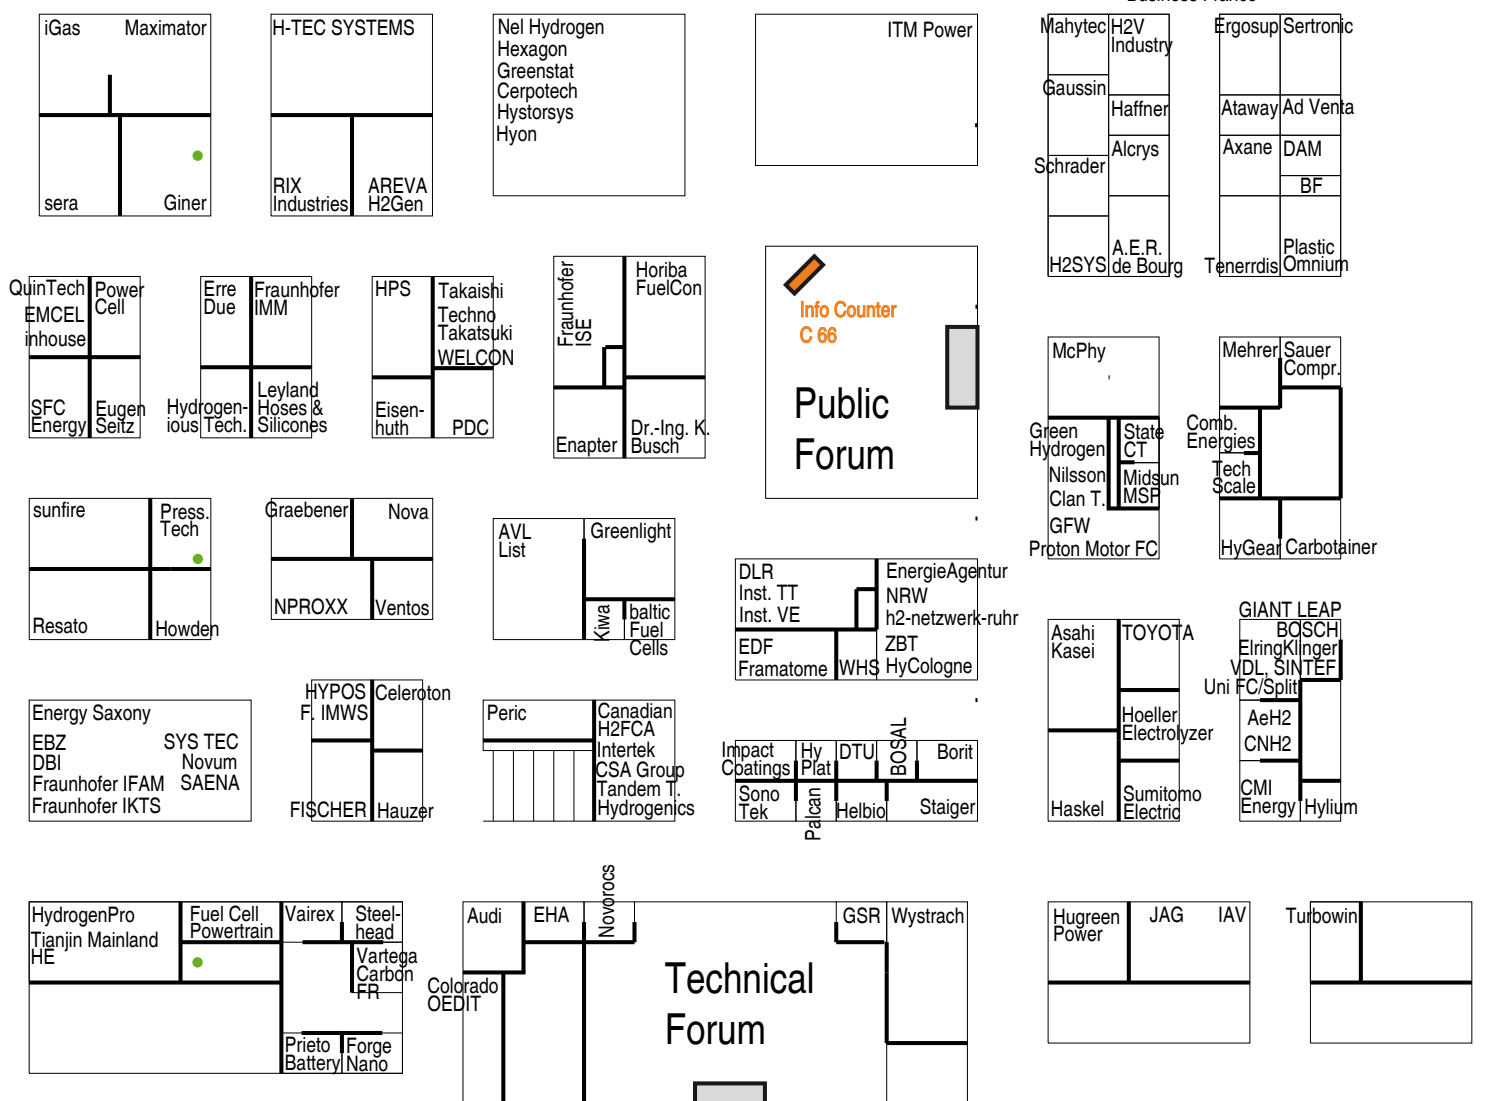 Business France
iGas
Maximator
sera
Giner
H-TEC SYSTEMS
RIX
Industries
AREVA
H2Gen
Nel Hydrogen
Hexagon
Greenstat
Cerpotech
Hystorsys
Hyon
ITM Power
Mahytec
H2V
Industry
Gaussin
Haffner
Schrader
Alcrys
H2SYS
A.E.R.
de Bourg
Ergosup
Sertronic
Ataway
Ad Venta
Axane
DAM
BF
Tenerrdis
Plastic
Omnium
QuinTech
EMCEL
inhouse
Power
Cell
SFC
Energy
Eugen
Seitz
Erre
Due
Fraunhofer
IMM
Hydrogen-
ious Tech.
Leyland
Hoses &
Silicones
HPS
Takaishi
Techno
Takatsuki
WELCON
Eisen-
huth
PDC
Fraunhofer
ISE
Horiba
FuelCon
Enapter
Dr.-Ing. K.
Busch
Info Counter
C 66
Public
Forum
McPhy
Green
Hydrogen
Nilsson
Clan T.
GFW
Proton Motor FC
State
CT
Midsun
MSP
Mehrer
Sauer
Compr.
Comb.
Energies
Tech
Scale
HyGear
Carbotainer
sunfire
Press.
Tech
Resato
Howden
Graebener
Nova
NPROXX
Ventos
AVL
List
Greenlight
Kiwa
baltic
Fuel
Cells
DLR
Inst. TT
Inst. VE
EDF
Framatome
WHS
EnergieAgentur
NRW
h2-netzwerk-ruhr
ZBT
HyCologne
Asahi
Kasei
TOYOTA
Hoeller
Electrolyzer
Haskel
Sumitomo
Electric
GIANT LEAP
BOSCH
ElringKlinger
VDL, SINTEF
Uni FC/Split
AeH2
CNH2
CMI
Energy
Hylium
Energy Saxony
EBZ
DBI
Fraunhofer IFAM
Fraunhofer IKTS
SYS TEC
Novum
SAENA
HYPOS
F. IMWS
Celeroton
FISCHER
Hauzer
Peric
Canadian
H2FCA
Intertek
CSA Group
Tandem T.
Hydrogenics
Impact
Coatings
Hy
Plat
DTU
BOSAL
Borit
Sono
Tek
Palcan
Helbio
Staiger
HydrogenPro
Tianjin Mainland
HE
Fuel Cell
Powertrain
Vairex
Steel-
head
Vartega
Carbon
FR
Prieto
Battery
Forge
Nano
Audi
EHA
Novorocs
Colorado
OEDIT
GSR
Wystrach
Technical
Forum
Hugreen
Power
JAG
IAV
Turbowin